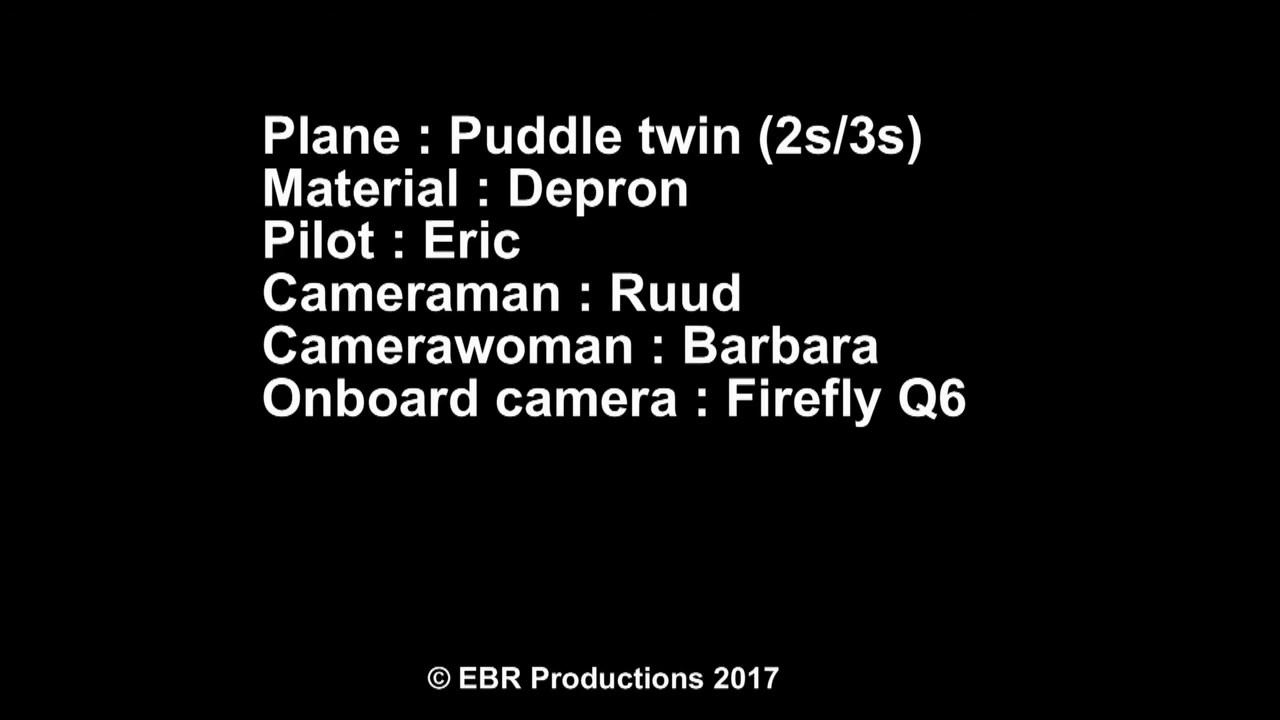 Plane : Puddle twin (2s/3s)
Material : Depron
Pilot : Eric
Cameraman : Ruud
Camerawoman : Barbara
Onboard camera : Firefly Q6
© EBR Productions 2017